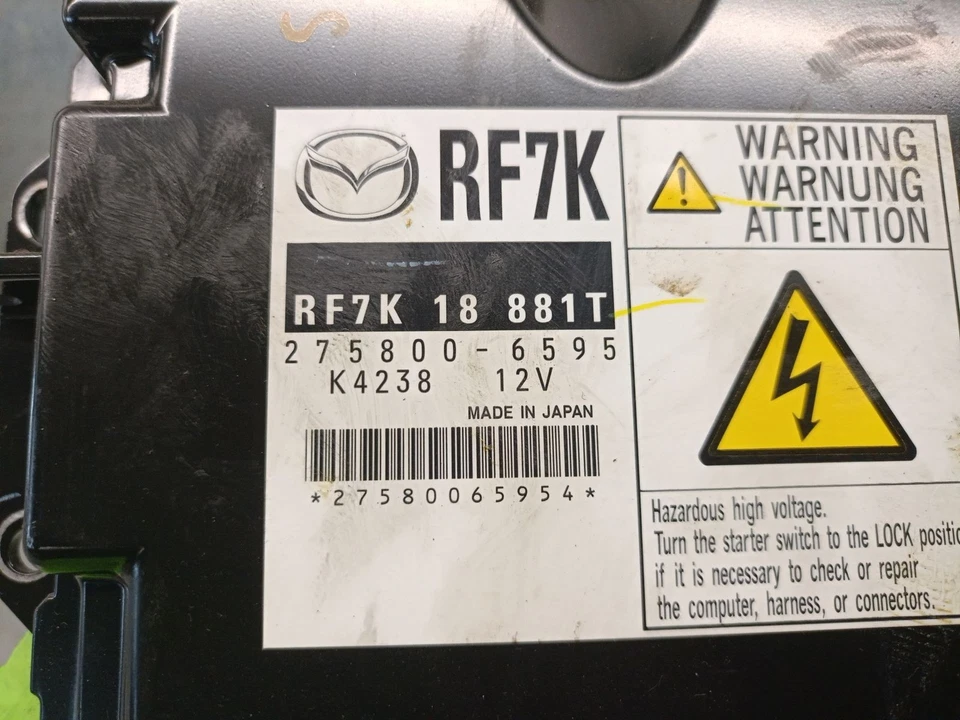 RF7K
RF7K 18 881T
275800-6595
K4238 12V
MADE IN JAPAN
*27580065954*
WARNING
WARNUNG
ATTENTION
Hazardous high voltage.
Turn the starter switch to the LOCK positio
if it is necessary to check or repair
the computer, harness, or connectors.